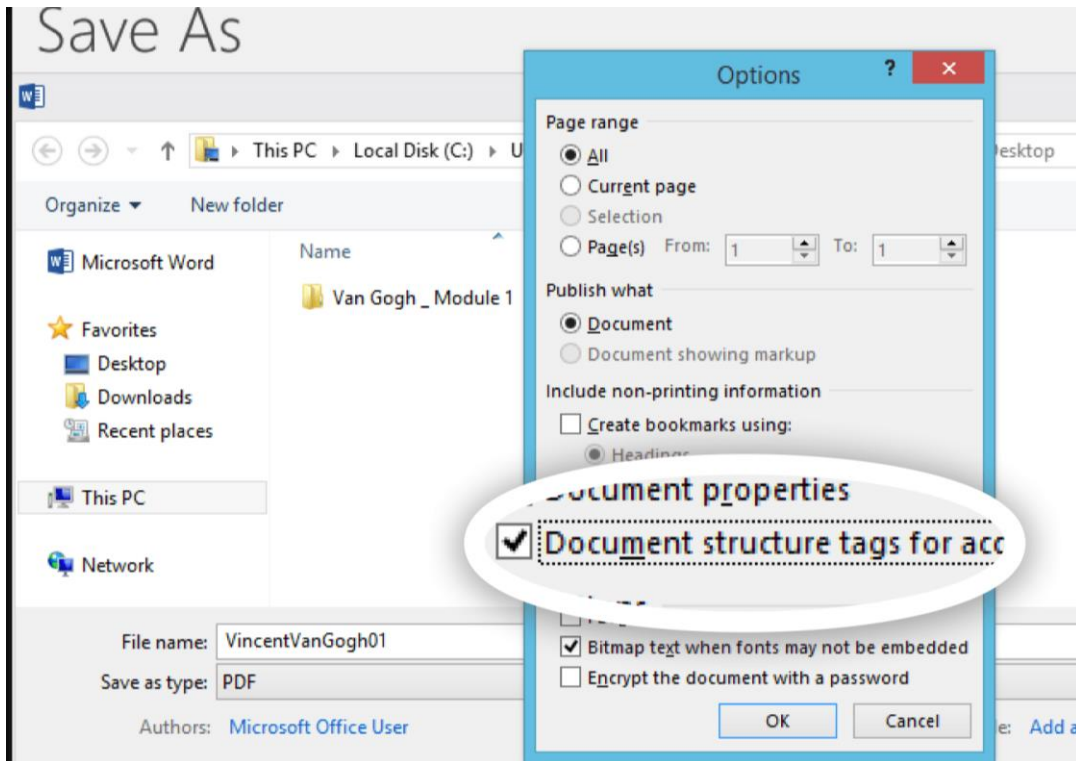 Save As
Options
?
This PC Local Disk (C:) U
Desktop
Organize New folder
Microsoft Word
Favorites
Desktop
Downloads
Recent places
This PC
Network
Name
Van Gogh _ Module 1
File name: VincentVanGogh01
Save as type: PDF
Authors: Microsoft Office User
Page range
All
Current page
Selection
Page(s) From: 1 To: 1
Publish what
Document
Document showing markup
Include non-printing information
Create bookmarks using:
Headings
Document properties
Document structure tags for acc
Bitmap text when fonts may not be embedded
Encrypt the document with a password
OK Cancel
e: Add a